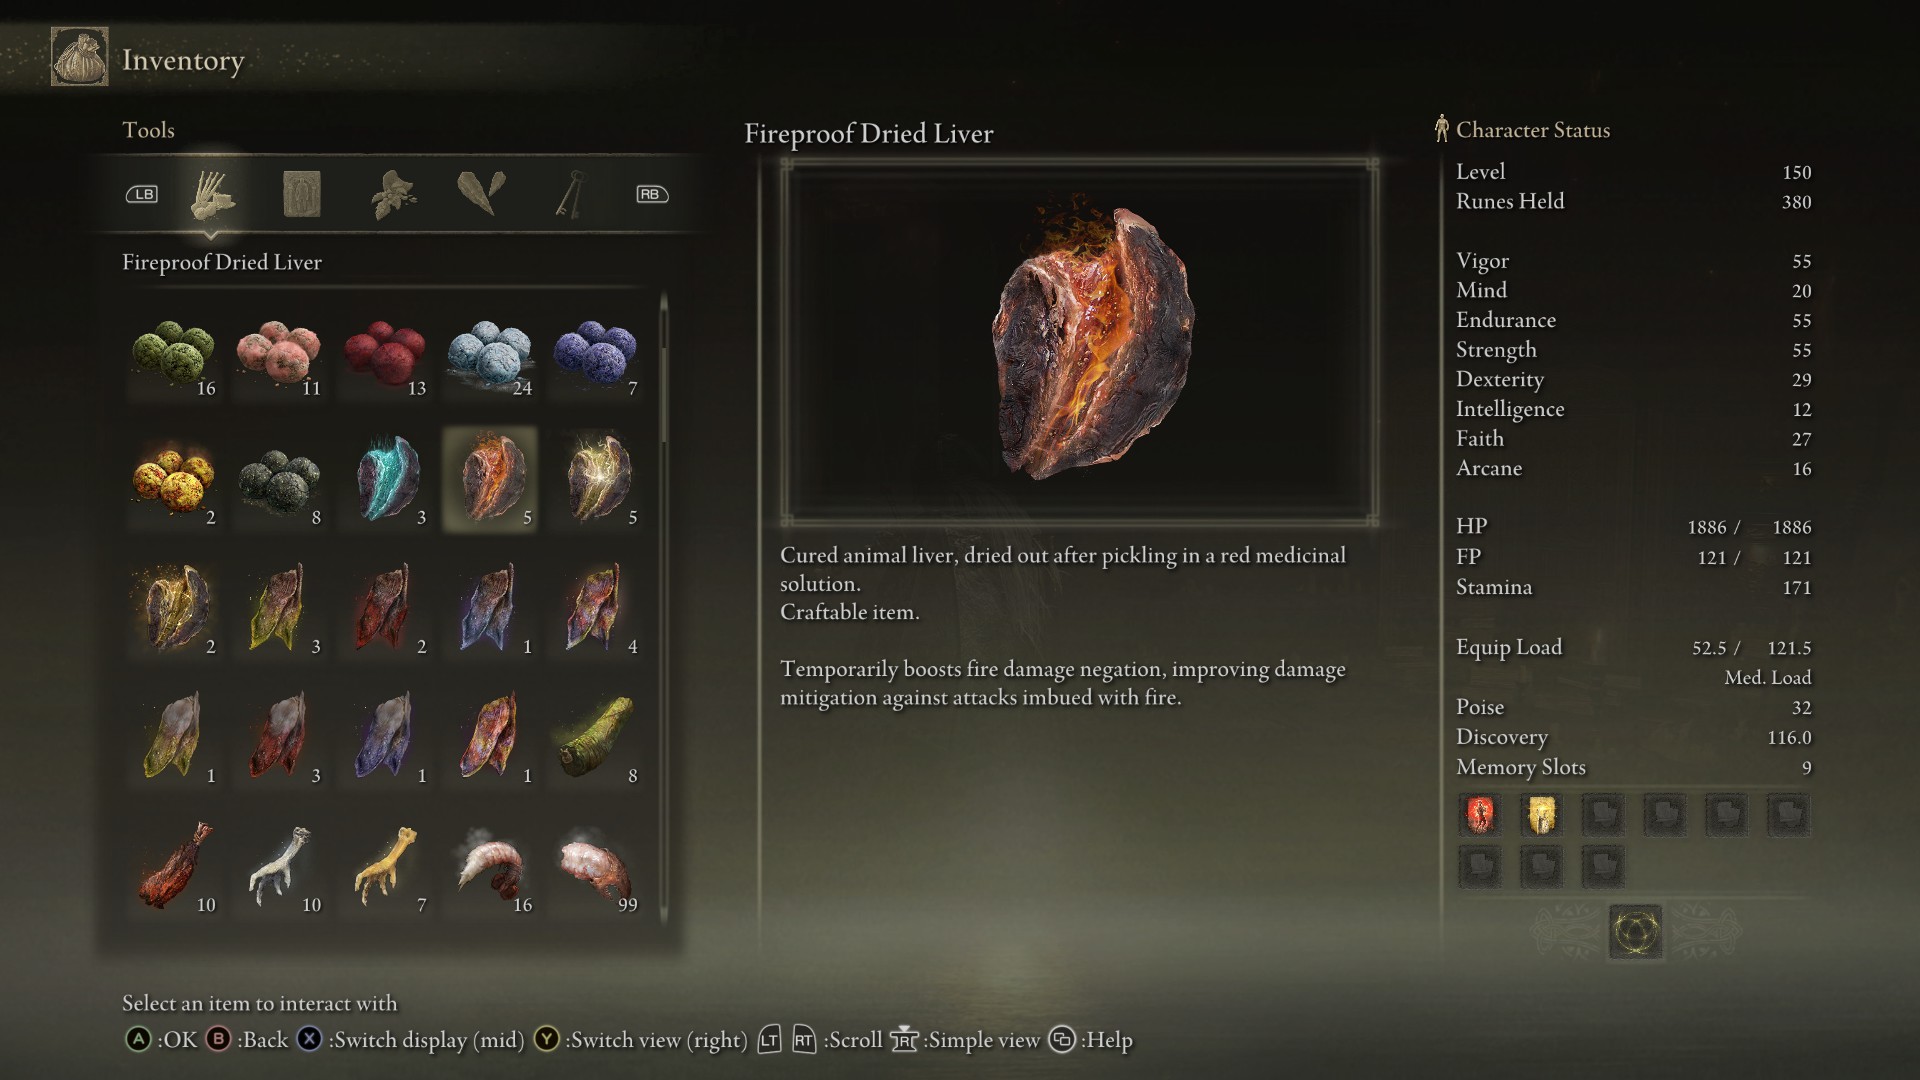 Inventory
Tools
LB
RB
Fireproof Dried Liver
16
11
13
24
7
2
8
3
5
5
2
3
2
1
4
1
3
1
1
8
10
10
7
16
99
Fireproof Dried Liver
Cured animal liver, dried out after pickling in a red medicinal
solution.
Craftable item.
Temporarily boosts fire damage negation, improving damage
mitigation against attacks imbued with fire.
Character Status
Level 150
Runes Held 380
Vigor 55
Mind 20
Endurance 55
Strength 55
Dexterity 29
Intelligence 12
Faith 27
Arcane 16
HP 1886 / 1886
FP 121 / 121
Stamina 171
Equip Load 52.5 / 121.5
Med. Load
Poise 32
Discovery 116.0
Memory Slots 9
Select an item to interact with
A :OK B :Back X :Switch display (mid) Y :Switch view (right) LT RT :Scroll R :Simple view :Help